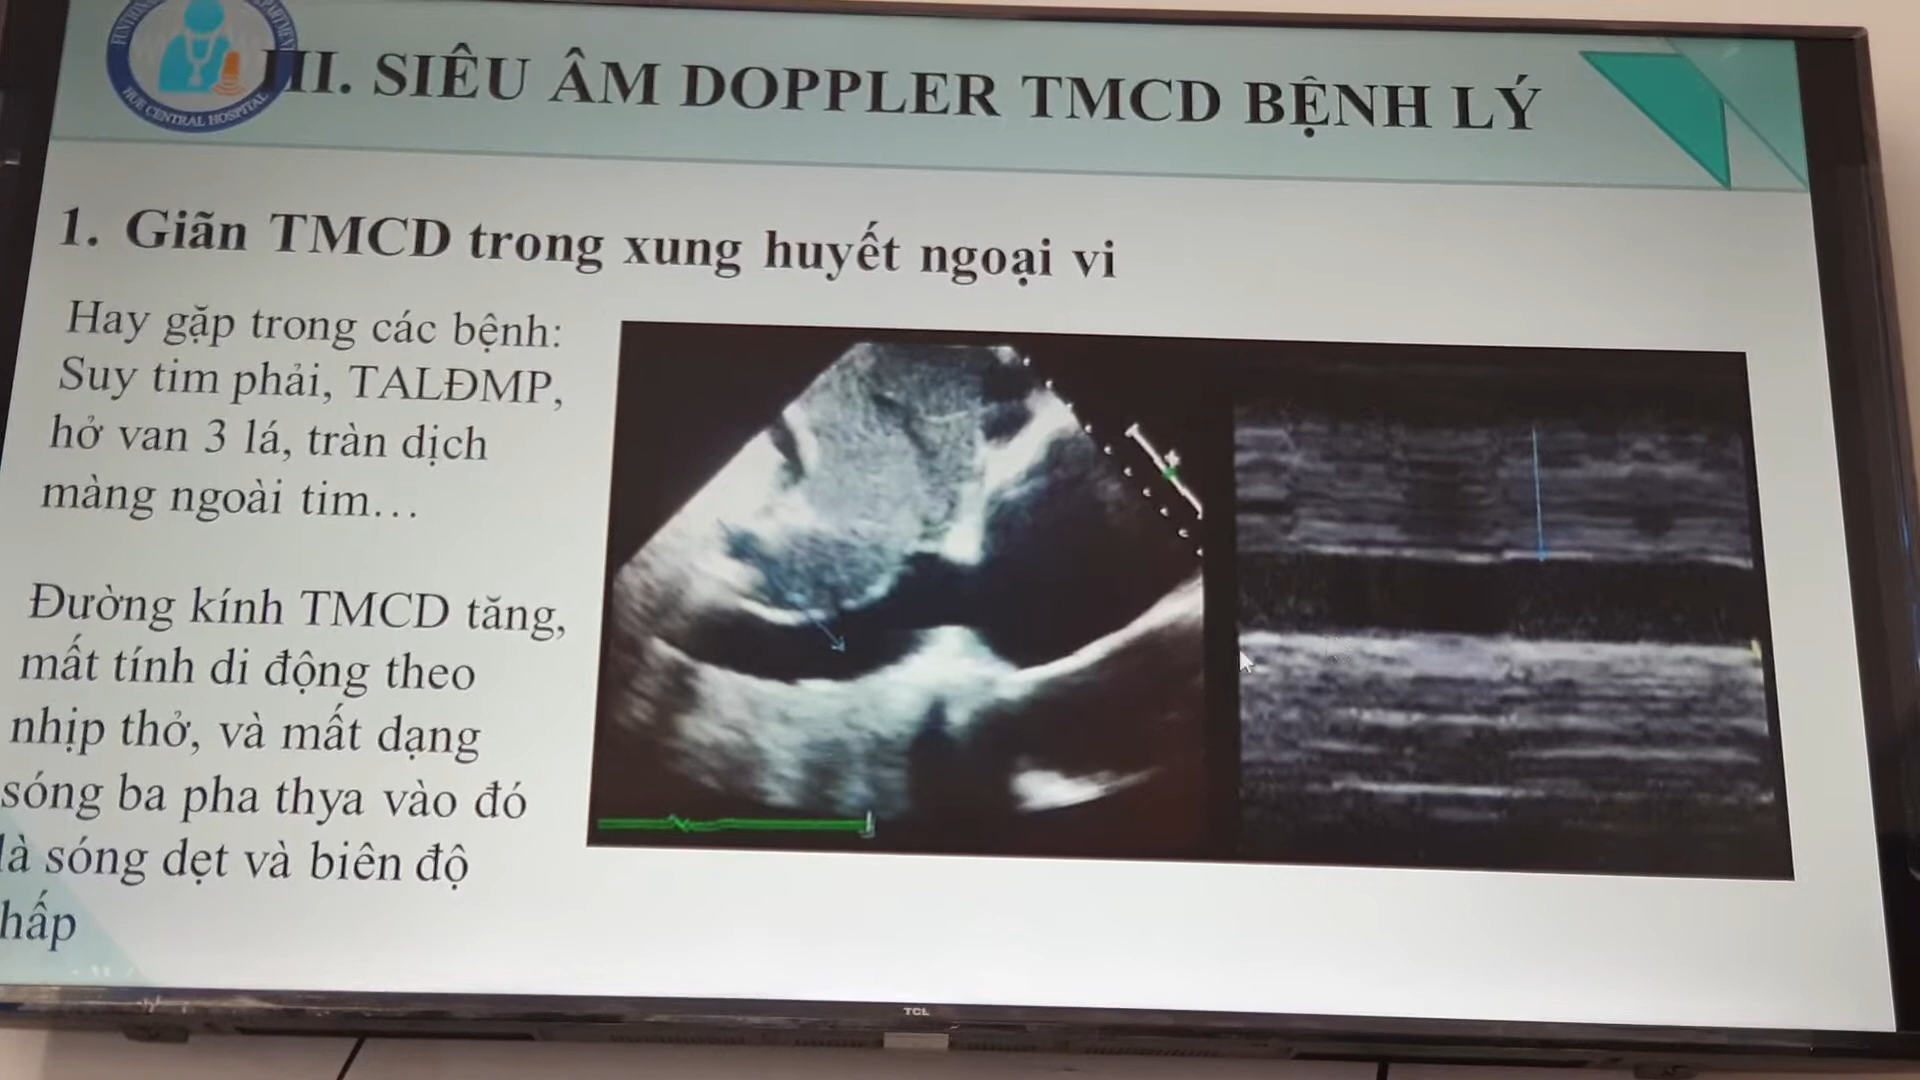 III. SIÊU ÂM DOPPLER TMCD BỆNH LÝ
HUE CENTRAL HOSPITAL
1. Giãn TMCD trong xung huyết ngoại vi
Hay gặp trong các bệnh:
Suy tim phải, TALĐMP,
hở van 3 lá, tràn dịch
màng ngoài tim…
Đường kính TMCD tăng,
mất tính di động theo
nhịp thở, và mất dạng
sóng ba pha thya vào đó
là sóng dẹt và biên độ
hấp
TCL